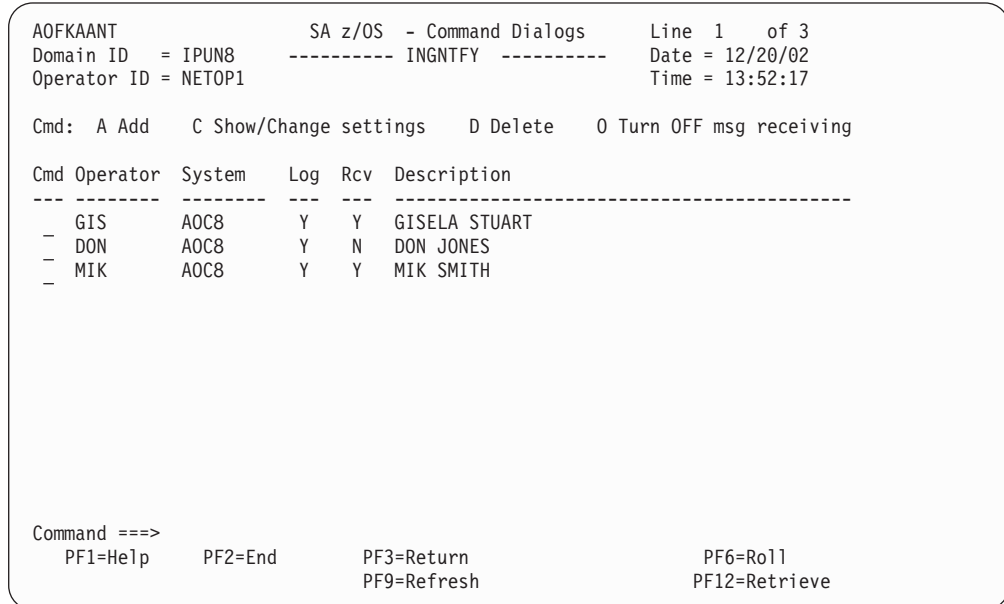 AOFKAANT                  SA z/OS  - Command Dialogs      Line  1    of 3
Domain ID   = IPUN8     ---------- INGNTFY  ----------    Date = 12/20/02
Operator ID = NETOP1                                      Time = 13:52:17
Cmd:  A Add    C Show/Change settings    D Delete    O Turn OFF msg receiving
Cmd Operator  System    Log  Rcv  Description
--- --------  --------  ---  ---  -------------------------------------------
_   GIS       AOC8       Y    Y   GISELA STUART
_   DON       AOC8       Y    N   DON JONES
_   MIK       AOC8       Y    Y   MIK SMITH
Command ===>
PF1=Help     PF2=End        PF3=Return                      PF6=Roll
PF9=Refresh                    PF12=Retrieve